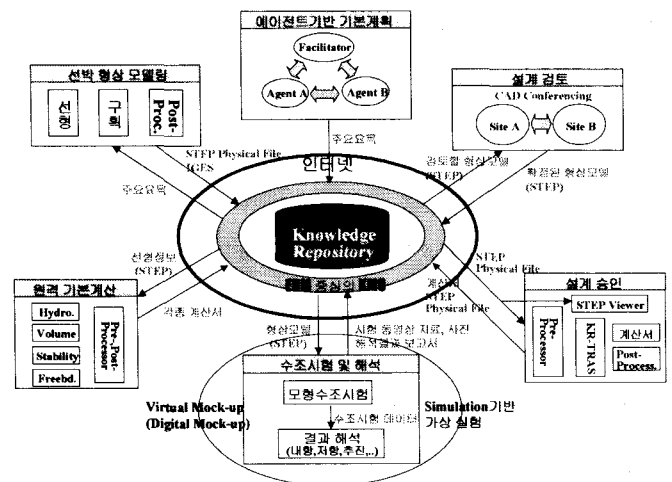 에이전트기반 기본계획
Facilitator
Agent A
Agent B
선박 형상 모델링
선형
구획
Post-
Proc.
설계 검토
CAD Conferencing
Site A
Site B
STEP Physical File
IGES
주요요목
주요요목
인터넷
검토할 형상모델
(STEP)
확정된 형상모델
(STEP)
Knowledge
Repository
중심의
선형정보
(STEP)
각종 계산서
원격 기본계산
Hydro.
Volume
Stability
Freebd.
Pre-,Post-
Processor
STEP
Physical File
계산서
STEP
Physical File
설계 승인
STEP Viewer
Pre-
Processor
KR-TRAS
계산서
Post-
Process.
형상모델
(STEP)
시험 동영상 자료, 사진
해석결과 보고서
수조시험 및 해석
모형수조시험
수조시험 데이터
결과 해석
(내항,저항,추진,..)
Virtual Mock-up
(Digital Mock-up)
Simulation기반
가상 실험